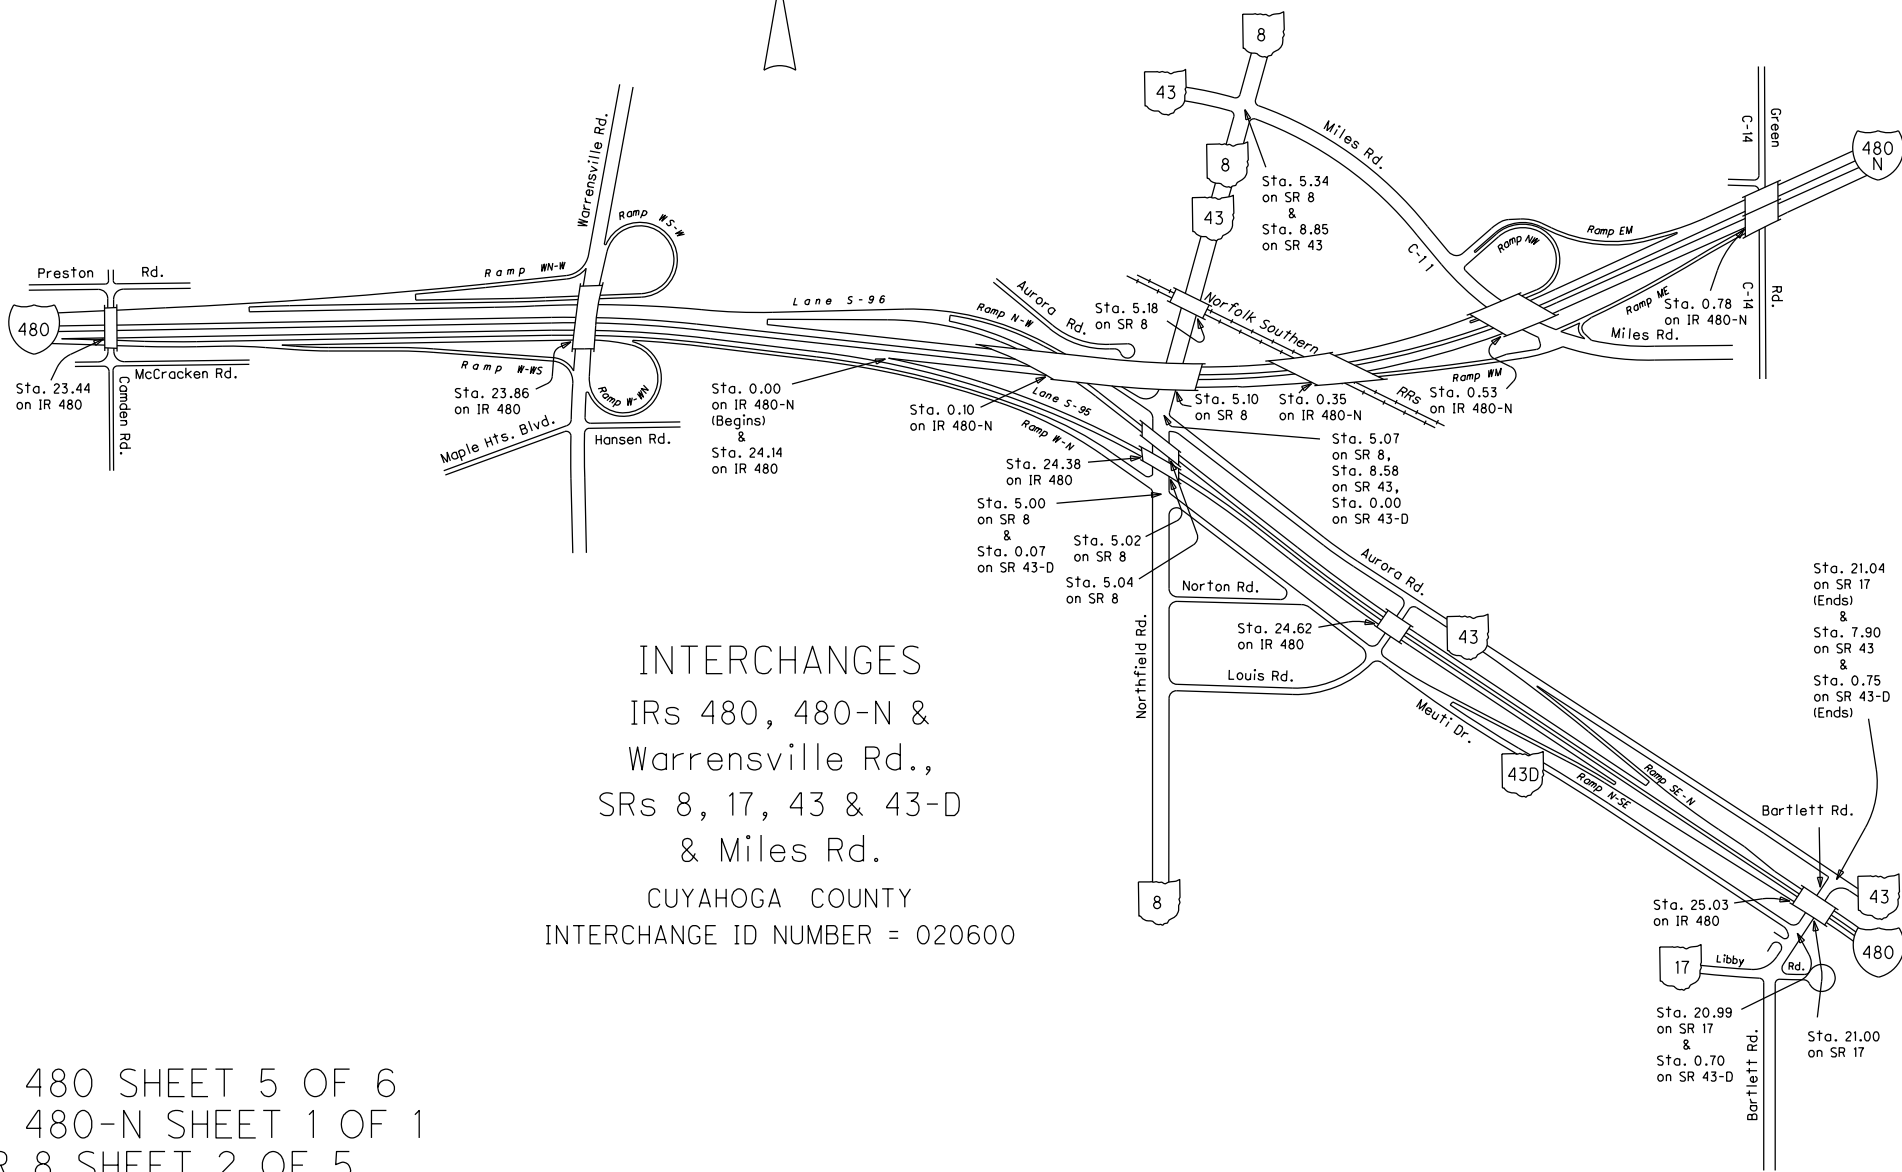 8
43
8
43
Miles Rd.
C-11
Green
C-14
480
N
C-14
Rd.
Sta. 5.34
on SR 8
&
Sta. 8.85
on SR 43
Warrensville Rd.
Ramp WS-W
Ramp WN-W
Preston Rd.
480
Ramp EM
Ramp NW
Ramp ME
Sta. 0.78
on IR 480-N
Miles Rd.
Lane S-96
Ramp N-W
Aurora Rd.
Sta. 5.18
on SR 8
Norfolk Southern
RRs
McCracken Rd.
Camden Rd.
Sta. 23.44
on IR 480
Ramp W-WS
Sta. 23.86
on IR 480
Ramp W-WN
Maple Hts. Blvd.
Hansen Rd.
Sta. 0.00
on IR 480-N
(Begins)
&
Sta. 24.14
on IR 480
Sta. 0.10
on IR 480-N
Lane S-95
Ramp W-N
Sta. 5.10
on SR 8
Sta. 0.35
on IR 480-N
Ramp WM
Sta. 0.53
on IR 480-N
Sta. 24.38
on IR 480
Sta. 5.00
on SR 8
&
Sta. 0.07
on SR 43-D
Sta. 5.02
on SR 8
Sta. 5.04
on SR 8
Sta. 5.07
on SR 8,
Sta. 8.58
on SR 43,
Sta. 0.00
on SR 43-D
Aurora Rd.
Norton Rd.
Northfield Rd.
Sta. 24.62
on IR 480
43
Louis Rd.
Meuti Dr.
43D
Ramp N-SE
Ramp SE-N
Sta. 21.04
on SR 17
(Ends)
&
Sta. 7.90
on SR 43
&
Sta. 0.75
on SR 43-D
(Ends)
Bartlett Rd.
8
43
480
Sta. 25.03
on IR 480
17
Libby Rd.
Sta. 20.99
on SR 17
&
Sta. 0.70
on SR 43-D
Sta. 21.00
on SR 17
Bartlett Rd.
INTERCHANGES
IRs 480, 480-N &
Warrensville Rd.,
SRs 8, 17, 43 & 43-D
& Miles Rd.
CUYAHOGA COUNTY
INTERCHANGE ID NUMBER = 020600
480 SHEET 5 OF 6
480-N SHEET 1 OF 1
R 8 SHEET 2 OF 5